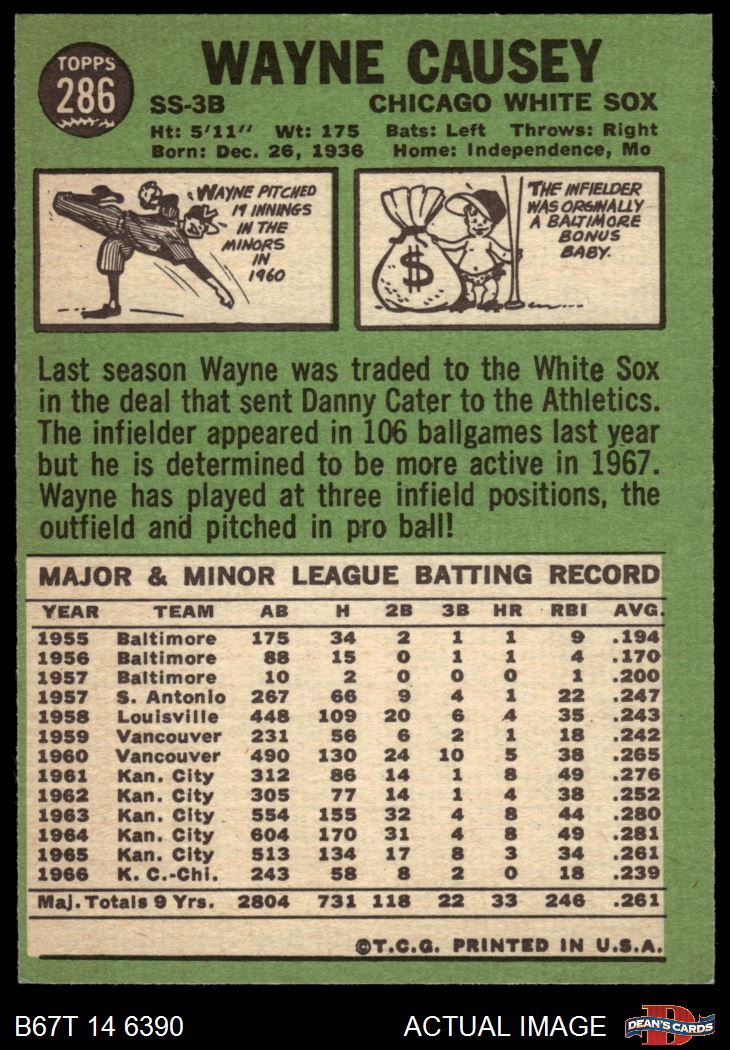 TOPPS
286
WAYNE CAUSEY
SS-3B CHICAGO WHITE SOX
Ht: 5'11" Wt: 175 Bats: Left Throws: Right
Born: Dec. 26, 1936 Home: Independence, Mo
WAYNE PITCHED
19 INNINGS
IN THE
MINORS
IN
1960
$
THE INFIELDER
WAS ORGINALLY
A BALTIMORE
BONUS
BABY.
Last season Wayne was traded to the White Sox
in the deal that sent Danny Cater to the Athletics.
The infielder appeared in 106 ballgames last year
but he is determined to be more active in 1967.
Wayne has played at three infield positions, the
outfield and pitched in pro ball!
MAJOR & MINOR LEAGUE BATTING RECORD
YEAR TEAM AB H 2B 3B HR RBI AVG.
1955 Baltimore 175 34 2 1 1 9 .194
1956 Baltimore 88 15 0 1 1 4 .170
1957 Baltimore 10 2 0 0 0 1 .200
1957 S. Antonio 267 66 9 4 1 22 .247
1958 Louisville 448 109 20 6 4 35 .243
1959 Vancouver 231 56 6 2 1 18 .242
1960 Vancouver 490 130 24 10 5 38 .265
1961 Kan. City 312 86 14 1 8 49 .276
1962 Kan. City 305 77 14 1 4 38 .252
1963 Kan. City 554 155 32 4 8 44 .280
1964 Kan. City 604 170 31 4 8 49 .281
1965 Kan. City 513 134 17 8 3 34 .261
1966 K. C.-Chi. 243 58 8 2 0 18 .239
Maj. Totals 9 Yrs. 2804 731 118 22 33 246 .261
©T.C.G. PRINTED IN U.S.A.
B67T 14 6390 ACTUAL IMAGE D DEAN'S CARDS